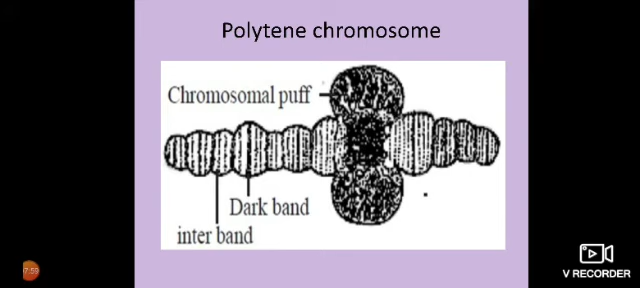 Polytene chromosome
Chromosomal puff
Dark band
inter band
V RECORDER